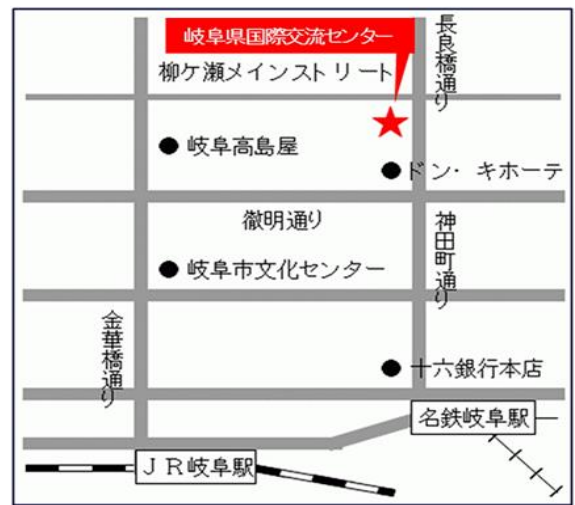 岐阜県国際交流センター
柳ケ瀬メインストリート
長良橋通り
岐阜高島屋
ドン・キホーテ
徹明通り
神田町通り
岐阜市文化センター
金華橋通り
十六銀行本店
名鉄岐阜駅
ＪＲ岐阜駅